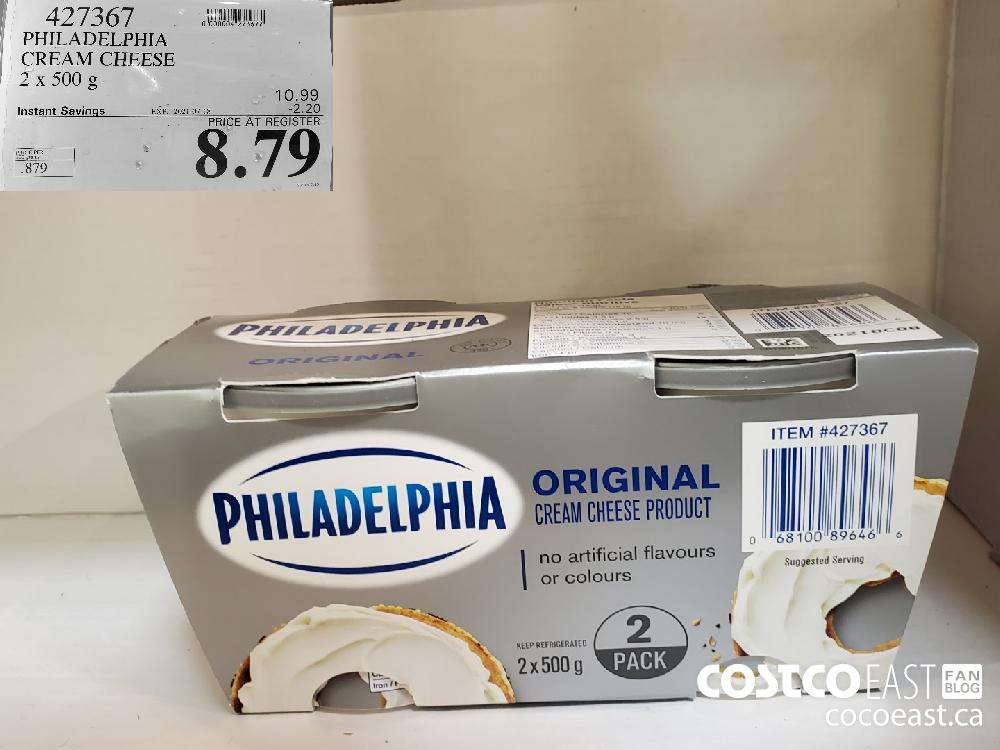 427367
PHILADELPHIA
CREAM CHEESE
2 x 500 g
10.99
Instant Savings
-2.20
PRICE AT REGISTER
8.79
.879
PHILADELPHIA
ORIGINAL
PHILADELPHIA
ORIGINAL
CREAM CHEESE PRODUCT
no artificial flavours
or colours
KEEP REFRIGERATED
2 x 500 g
2
PACK
ITEM #427367
0 68100 89646 6
Suggested Serving
COSTCO EAST FAN BLOG
cocoeast.ca